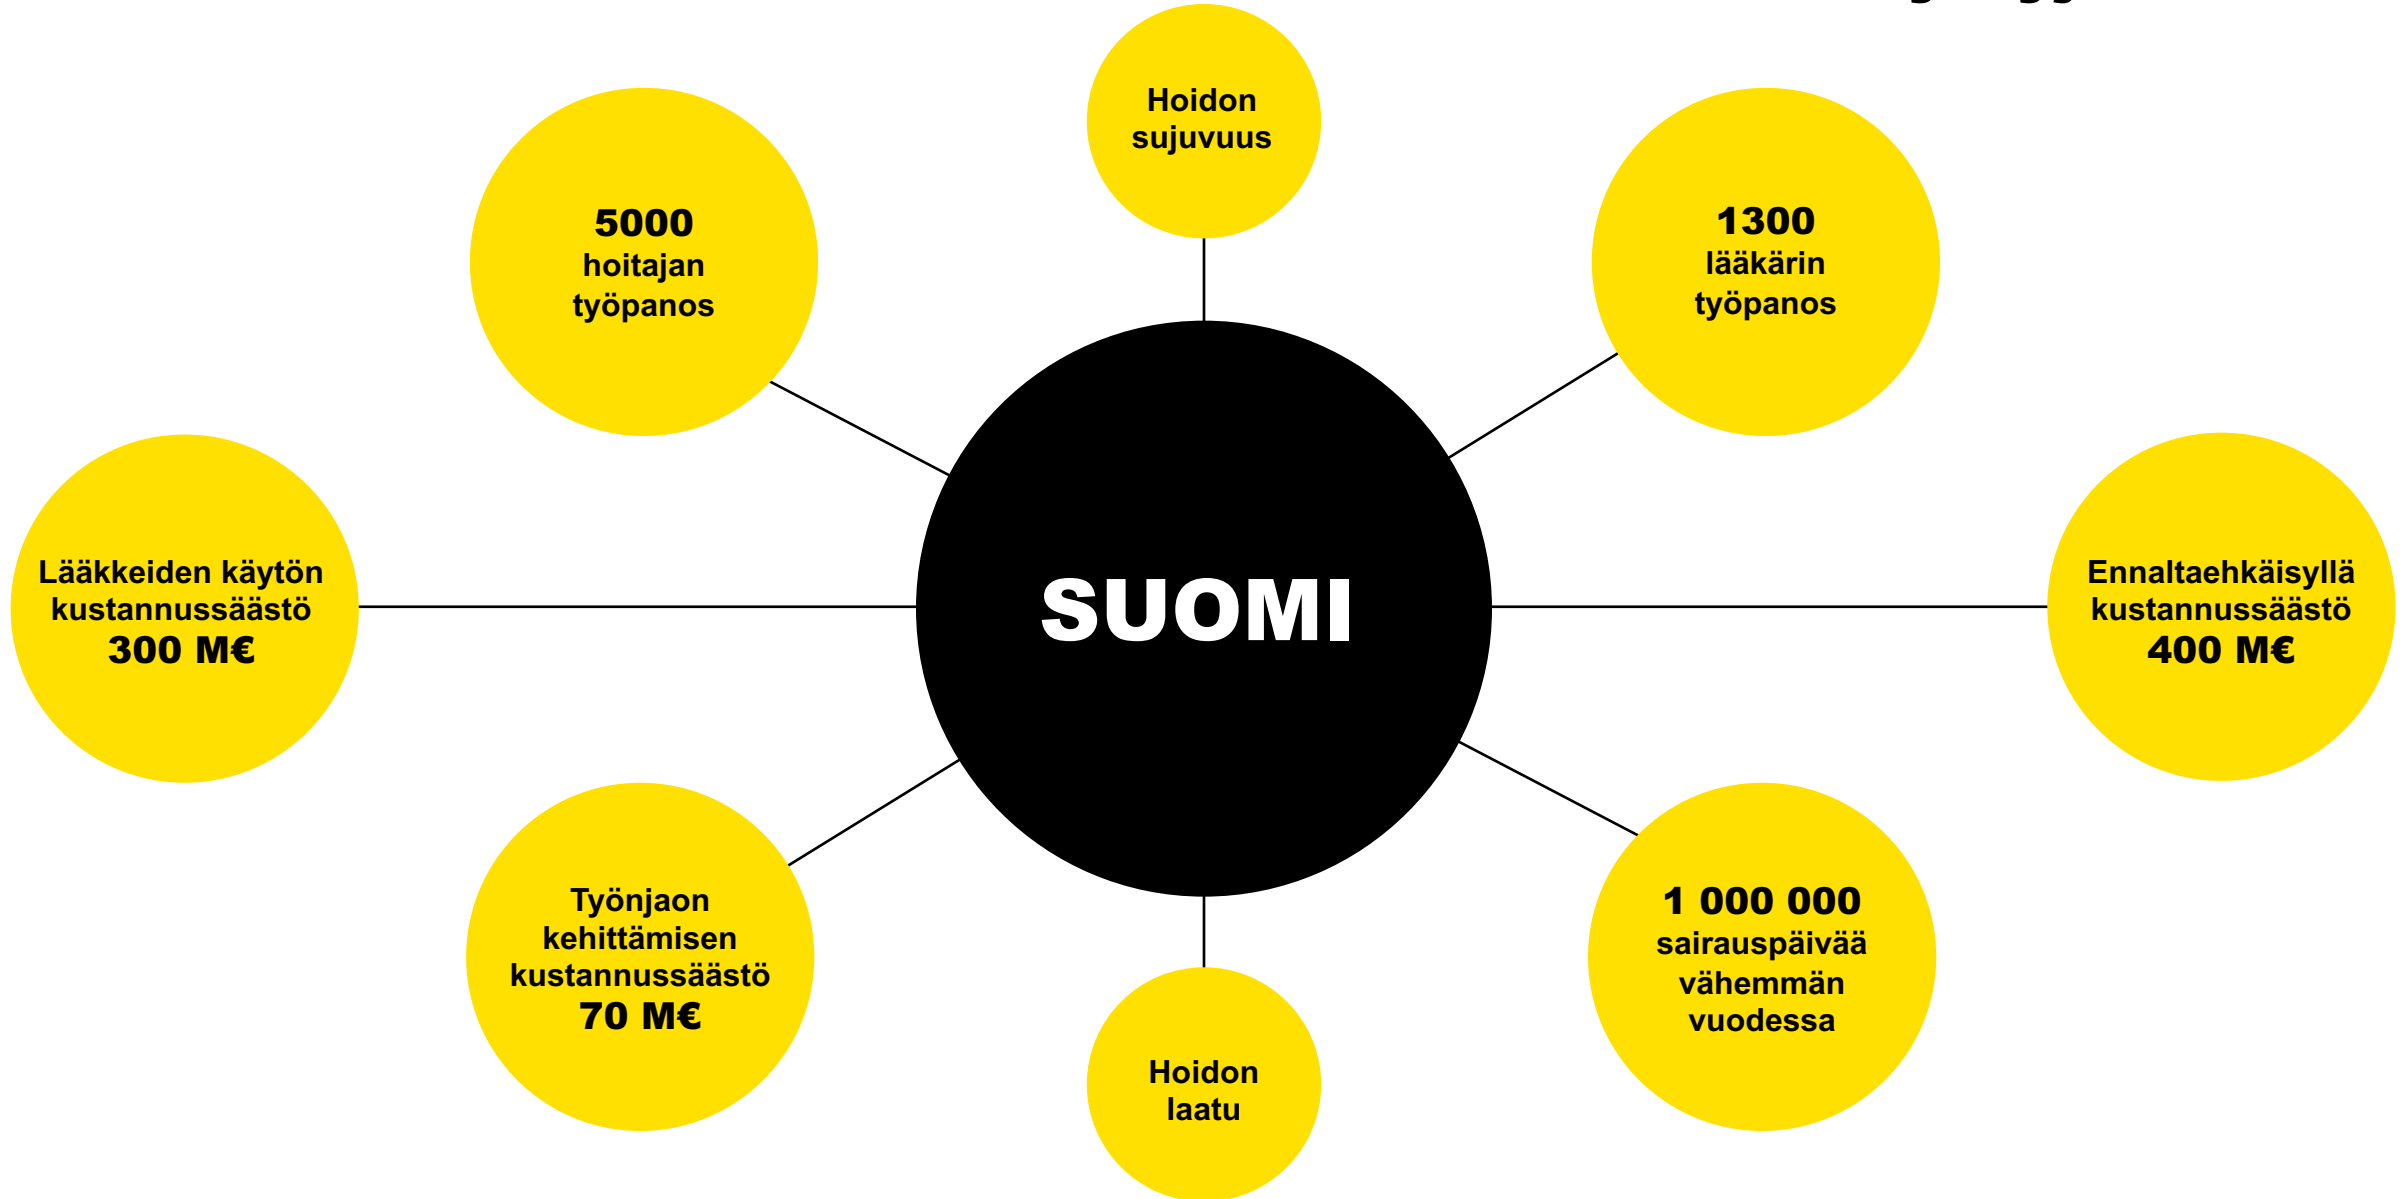 Hoidon
sujuvuus
5000
hoitajan
työpanos
1300
lääkärin
työpanos
Lääkkeiden käytön
kustannussäästö
300 M€
SUOMI
Ennaltaehkäisyllä
kustannussäästö
400 M€
Työnjaon
kehittämisen
kustannussäästö
70 M€
1 000 000
sairauspäivää
vähemmän
vuodessa
Hoidon
laatu